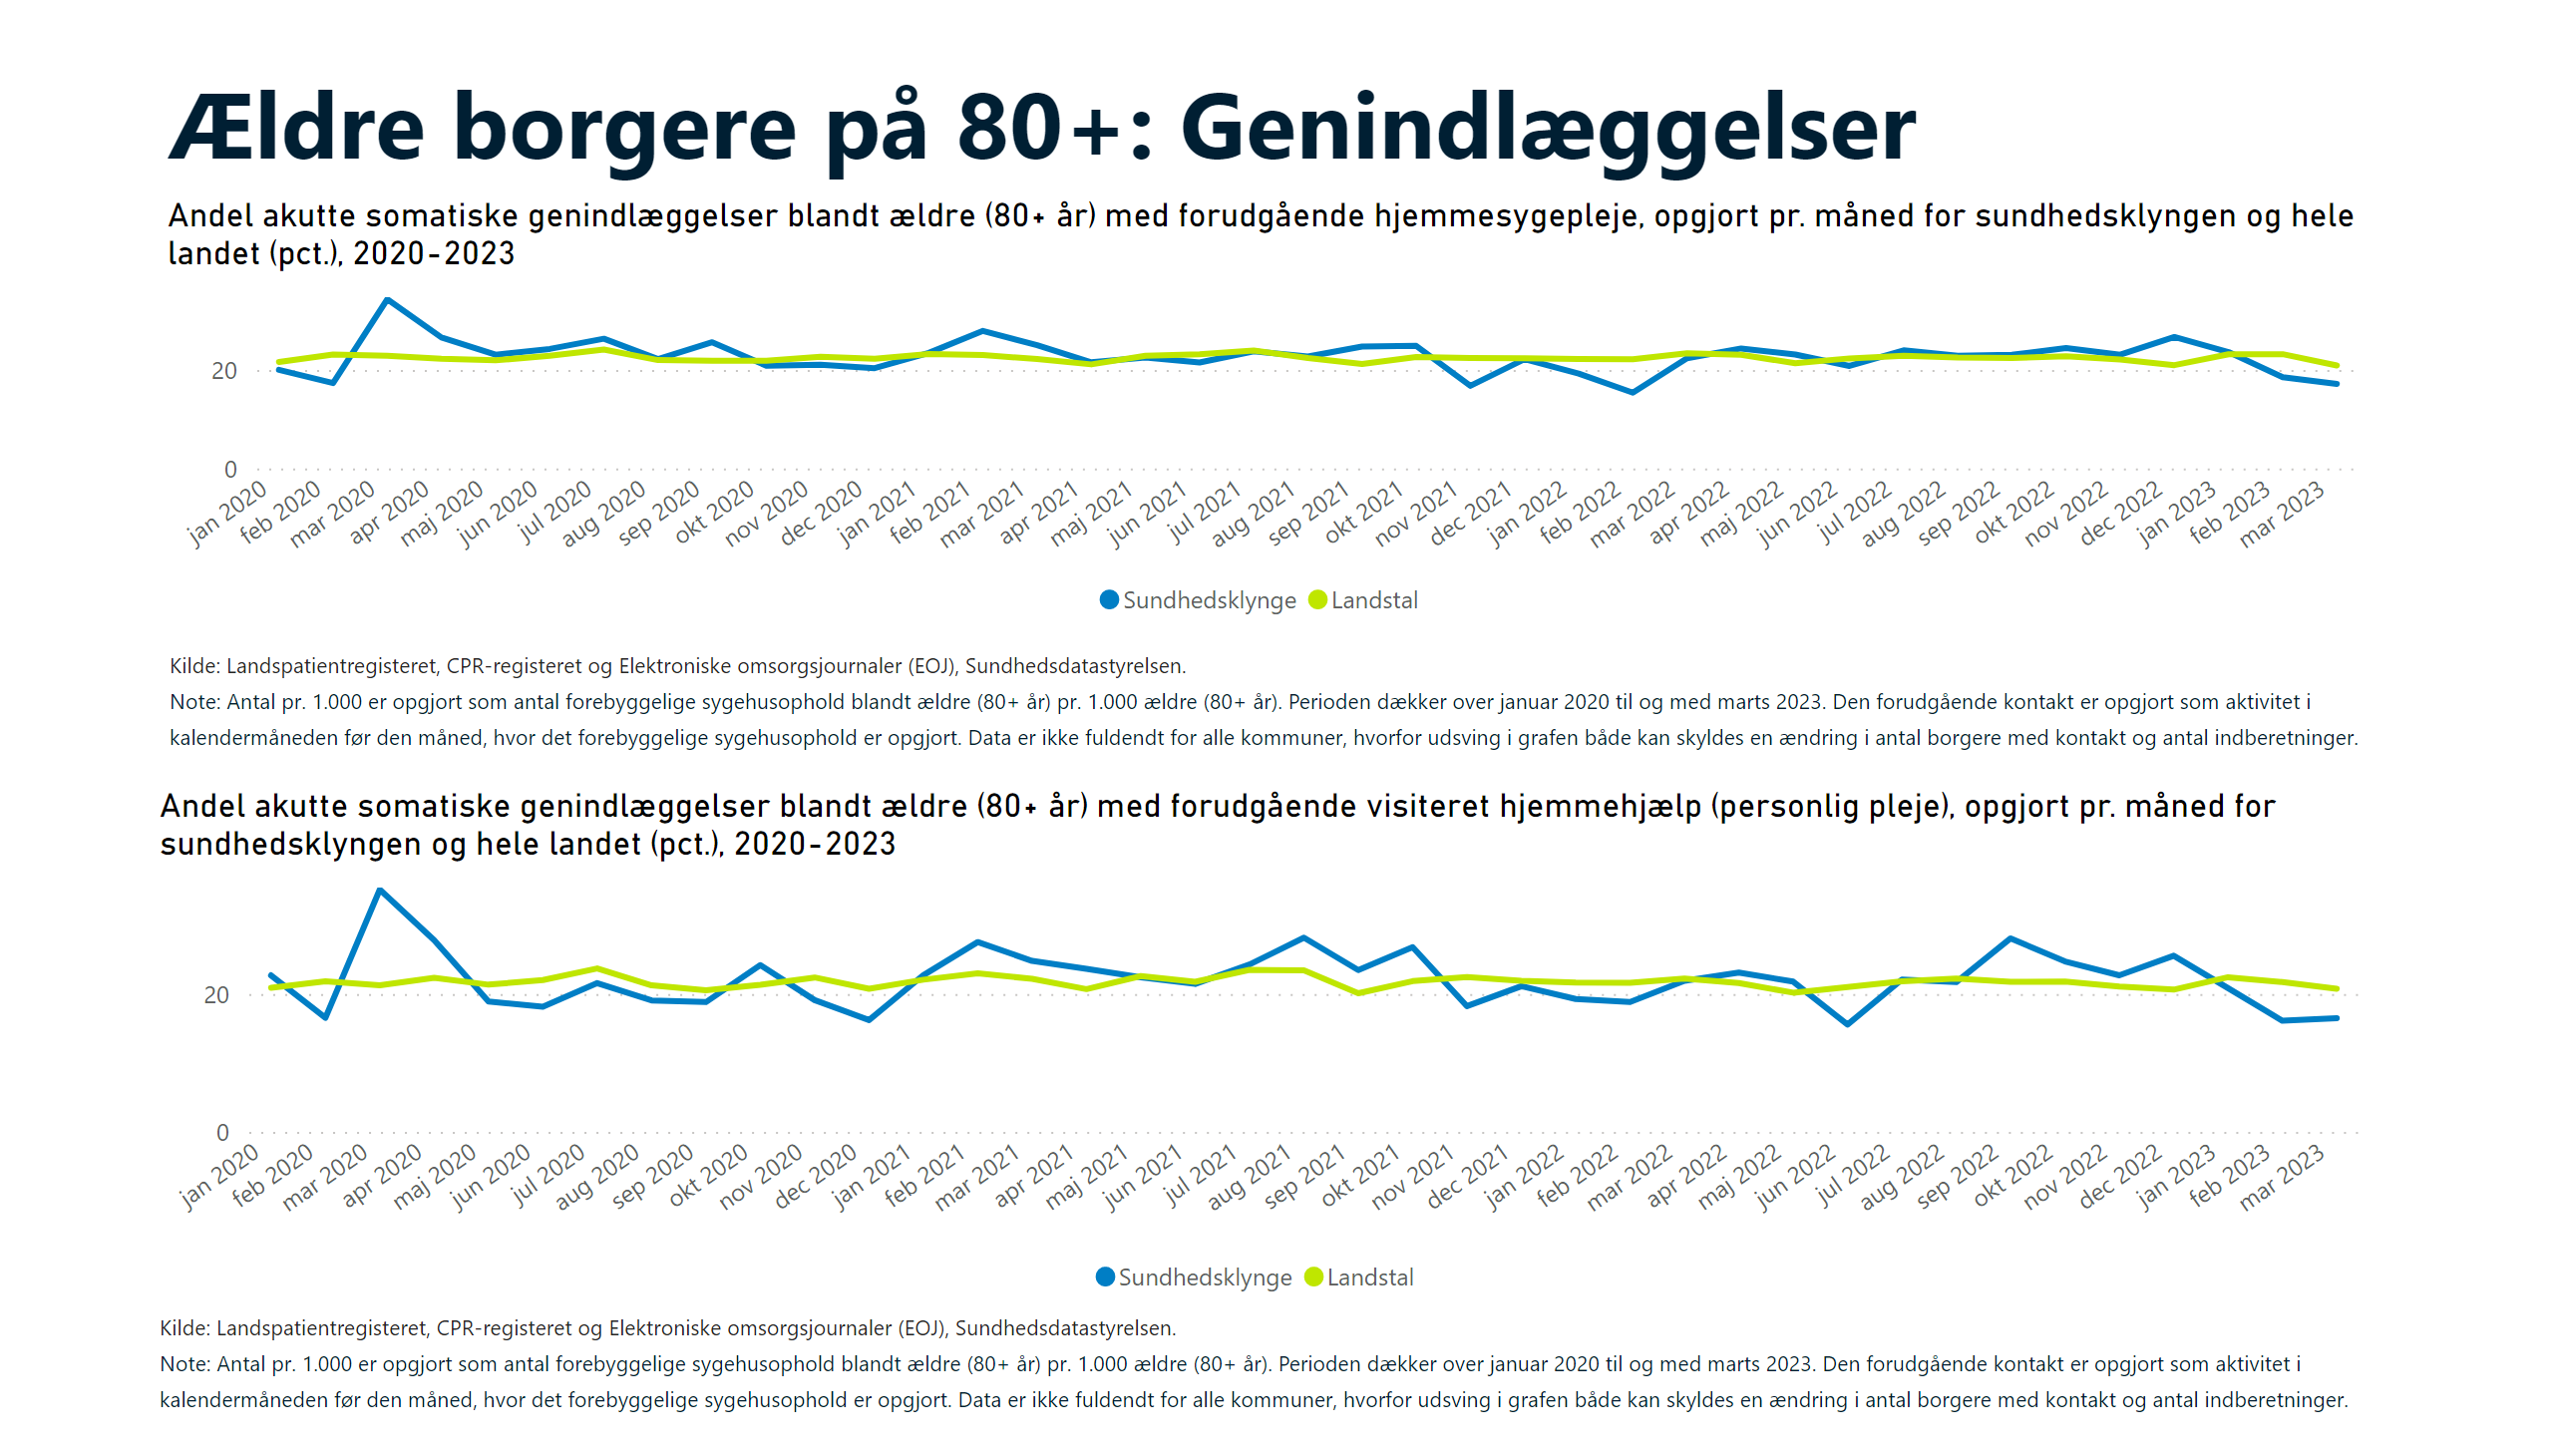 Ældre borgere på 80+: Genindlæggelser
Andel akutte somatiske genindlæggelser blandt ældre (80+ år) med forudgående hjemmesygepleje, opgjort pr. måned for sundhedsklyngen og hele
landet (pct.), 2020-2023
20
0
jan 2020
feb 2020
mar 2020
apr 2020
maj 2020
jun 2020
jul 2020
aug 2020
sep 2020
okt 2020
nov 2020
dec 2020
jan 2021
feb 2021
mar 2021
apr 2021
maj 2021
jun 2021
jul 2021
aug 2021
sep 2021
okt 2021
nov 2021
dec 2021
jan 2022
feb 2022
mar 2022
apr 2022
maj 2022
jun 2022
jul 2022
aug 2022
sep 2022
okt 2022
nov 2022
dec 2022
jan 2023
feb 2023
mar 2023
Sundhedsklynge Landstal
Kilde: Landspatientregisteret, CPR-registeret og Elektroniske omsorgsjournaler (EOJ), Sundhedsdatastyrelsen.
Note: Antal pr. 1.000 er opgjort som antal forebyggelige sygehusophold blandt ældre (80+ år) pr. 1.000 ældre (80+ år). Perioden dækker over januar 2020 til og med marts 2023. Den forudgående kontakt er opgjort som aktivitet i
kalendermåneden før den måned, hvor det forebyggelige sygehusophold er opgjort. Data er ikke fuldendt for alle kommuner, hvorfor udsving i grafen både kan skyldes en ændring i antal borgere med kontakt og antal indberetninger.
Andel akutte somatiske genindlæggelser blandt ældre (80+ år) med forudgående visiteret hjemmehjælp (personlig pleje), opgjort pr. måned for
sundhedsklyngen og hele landet (pct.), 2020-2023
20
0
jan 2020
feb 2020
mar 2020
apr 2020
maj 2020
jun 2020
jul 2020
aug 2020
sep 2020
okt 2020
nov 2020
dec 2020
jan 2021
feb 2021
mar 2021
apr 2021
maj 2021
jun 2021
jul 2021
aug 2021
sep 2021
okt 2021
nov 2021
dec 2021
jan 2022
feb 2022
mar 2022
apr 2022
maj 2022
jun 2022
jul 2022
aug 2022
sep 2022
okt 2022
nov 2022
dec 2022
jan 2023
feb 2023
mar 2023
Sundhedsklynge Landstal
Kilde: Landspatientregisteret, CPR-registeret og Elektroniske omsorgsjournaler (EOJ), Sundhedsdatastyrelsen.
Note: Antal pr. 1.000 er opgjort som antal forebyggelige sygehusophold blandt ældre (80+ år) pr. 1.000 ældre (80+ år). Perioden dækker over januar 2020 til og med marts 2023. Den forudgående kontakt er opgjort som aktivitet i
kalendermåneden før den måned, hvor det forebyggelige sygehusophold er opgjort. Data er ikke fuldendt for alle kommuner, hvorfor udsving i grafen både kan skyldes en ændring i antal borgere med kontakt og antal indberetninger.